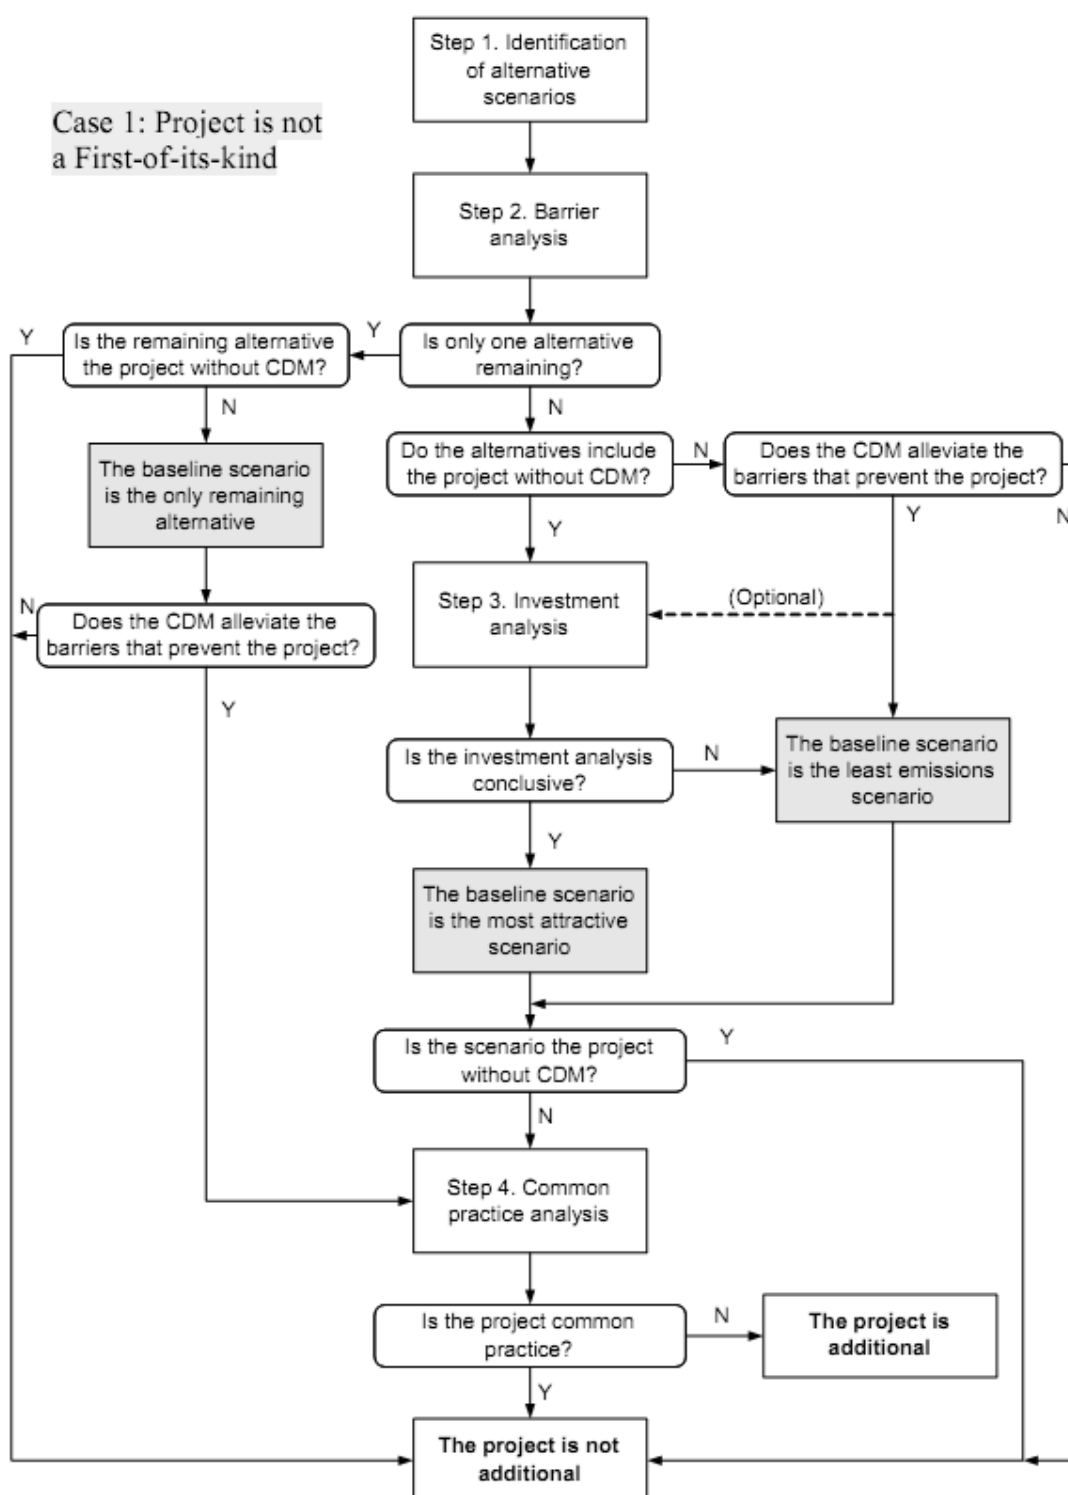 Step 1. Identification
of alternative
scenarios
Case 1: Project is not
a First-of-its-kind
Step 2. Barrier
analysis
Y
Is the remaining alternative
the project without CDM?
Y
Is only one alternative
remaining?
N
N
The baseline scenario
is the only remaining
alternative
Do the alternatives include
the project without CDM?
N
Does the CDM alleviate the
barriers that prevent the project?
Y
Y
N
Step 3. Investment
analysis
(Optional)
N
Does the CDM alleviate the
barriers that prevent the project?
Y
Is the investment analysis
conclusive?
N
The baseline scenario
is the least emissions
scenario
Y
The baseline scenario
is the most attractive
scenario
Is the scenario the project
without CDM?
Y
N
Step 4. Common
practice analysis
Is the project common
practice?
N
The project is
additional
Y
The project is not
additional